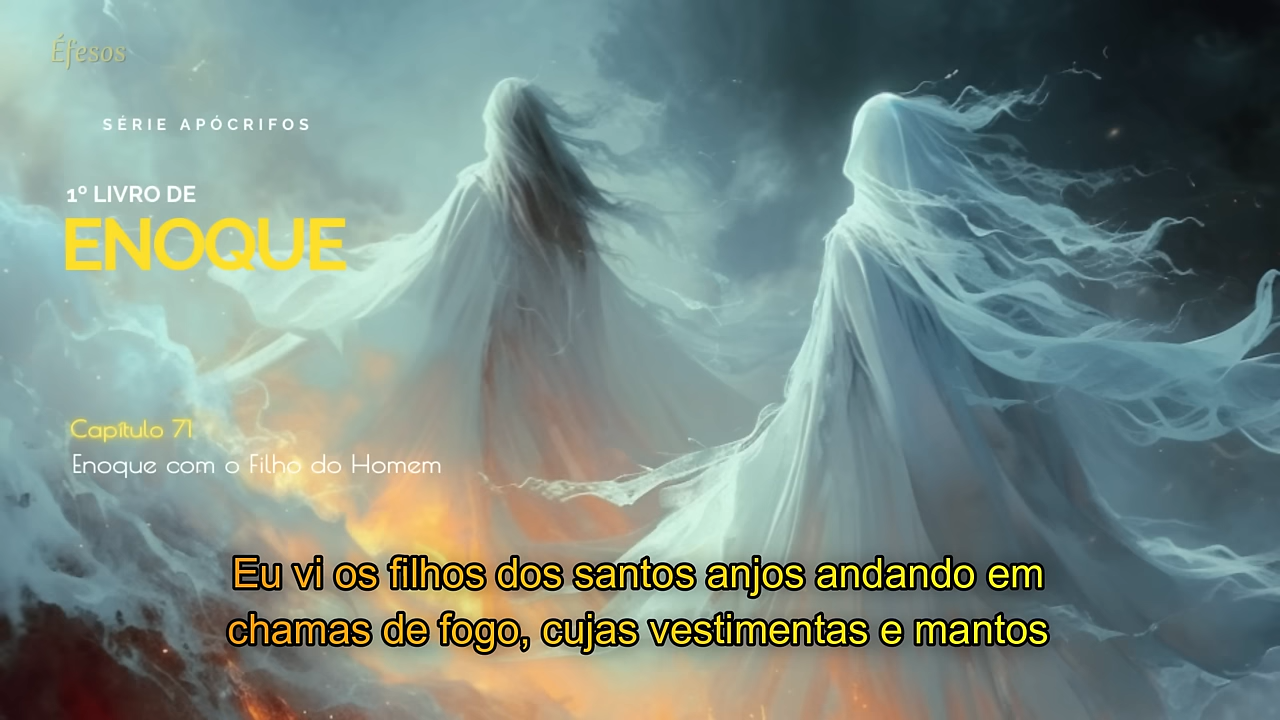 Éfesos
SÉRIE APÓCRIFOS
1º LIVRO DE
ENOQUE
Capítulo 71
Enoque com o Filho do Homem
Eu vi os filhos dos santos anjos andando em
chamas de fogo, cujas vestimentas e mantos